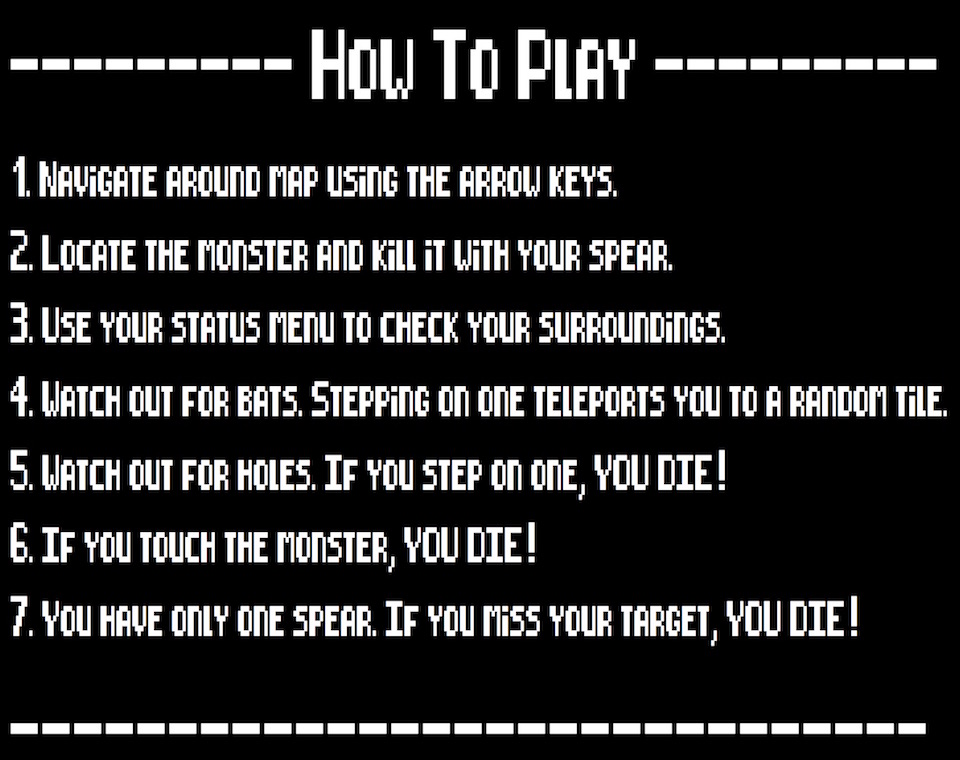 --------- How To Play ---------
1. Navigate around map using the arrow keys.
2. Locate the monster and kill it with your spear.
3. Use your status menu to check your surroundings.
4. Watch out for bats. Stepping on one teleports you to a random tile.
5. Watch out for holes. If you step on one, YOU DIE!
6. If you touch the monster, YOU DIE!
7. You have only one spear. If you miss your target, YOU DIE!
-----------------------------